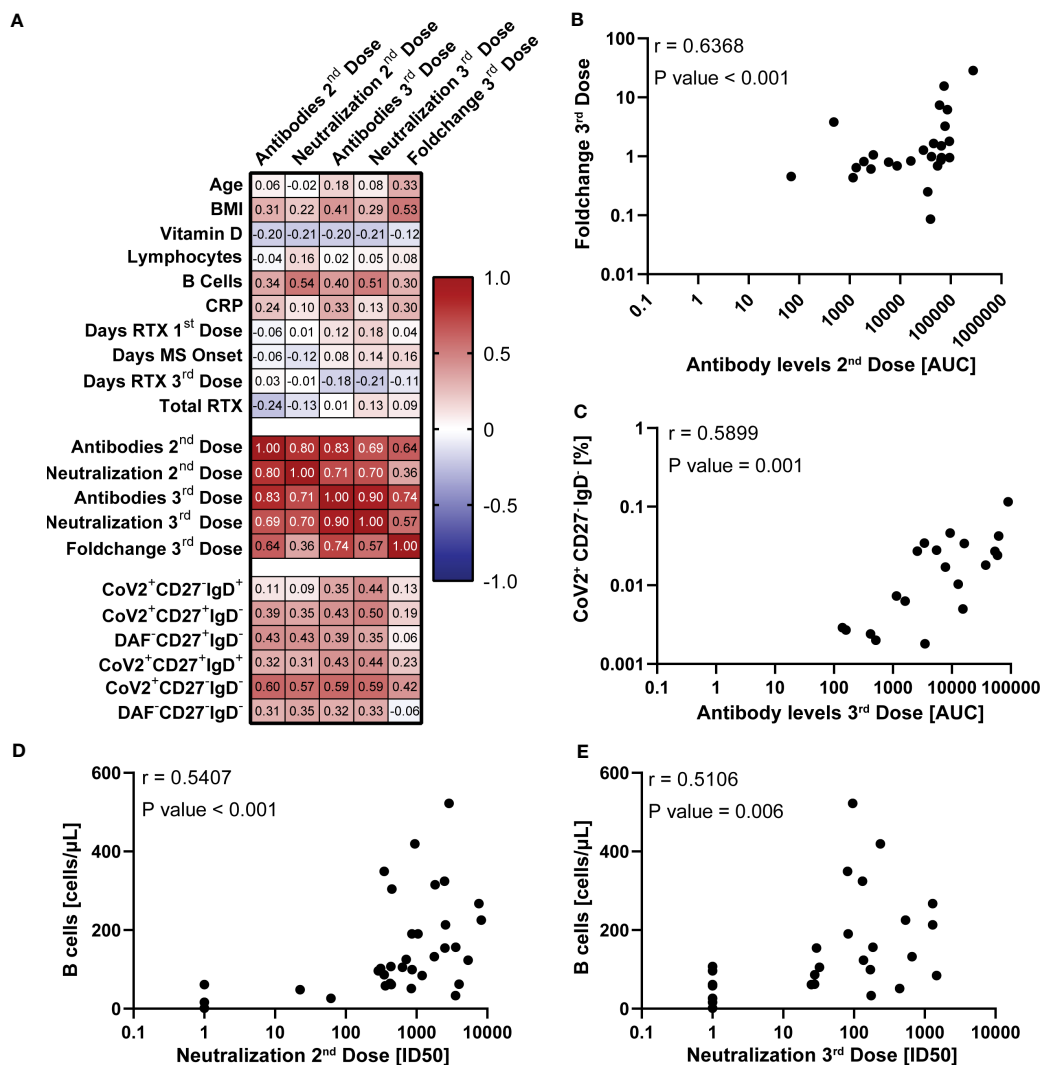 A
Antibodies 2nd Dose
Neutralization 2nd Dose
Antibodies 3rd Dose
Neutralization 3rd Dose
Foldchange 3rd Dose
Age 0.06 -0.02 0.18 0.08 0.33
BMI 0.31 0.22 0.41 0.29 0.53
Vitamin D -0.20 -0.21 -0.20 -0.21 -0.12
Lymphocytes -0.04 0.16 0.02 0.05 0.08
B Cells 0.34 0.54 0.40 0.51 0.30
CRP 0.24 0.10 0.33 0.13 0.30
Days RTX 1st Dose -0.06 0.01 0.12 0.18 0.04
Days MS Onset -0.06 -0.12 0.08 0.14 0.16
Days RTX 3rd Dose 0.03 -0.01 -0.18 -0.21 -0.11
Total RTX -0.24 -0.13 0.01 0.13 0.09
Antibodies 2nd Dose 1.00 0.80 0.83 0.69 0.64
Neutralization 2nd Dose 0.80 1.00 0.71 0.70 0.36
Antibodies 3rd Dose 0.83 0.71 1.00 0.90 0.74
Neutralization 3rd Dose 0.69 0.70 0.90 1.00 0.57
Foldchange 3rd Dose 0.64 0.36 0.74 0.57 1.00
CoV2+CD27-IgD+ 0.11 0.09 0.35 0.44 0.13
CoV2+CD27+IgD- 0.39 0.35 0.43 0.50 0.19
DAF-CD27+IgD- 0.43 0.43 0.39 0.35 0.06
CoV2+CD27+IgD+ 0.32 0.31 0.43 0.44 0.23
CoV2+CD27-IgD- 0.60 0.57 0.59 0.59 0.42
DAF-CD27-IgD- 0.31 0.35 0.32 0.33 -0.06
1.0
0.5
0
-0.5
-1.0
B
r = 0.6368
P value < 0.001
Foldchange 3rd Dose
100
10
1
0.1
0.01
0.1 1 10 100 1000 10000 100000 1000000
Antibody levels 2nd Dose [AUC]
C
r = 0.5899
P value = 0.001
CoV2+ CD27-IgD- [%]
1
0.1
0.01
0.001
0.1 1 10 100 1000 10000 100000
Antibody levels 3rd Dose [AUC]
D
r = 0.5407
P value < 0.001
B cells [cells/µL]
600
400
200
0
0.1 1 10 100 1000 10000
Neutralization 2nd Dose [ID50]
E
r = 0.5106
P value = 0.006
B cells [cells/µL]
600
400
200
0
0.1 1 10 100 1000 10000
Neutralization 3rd Dose [ID50]